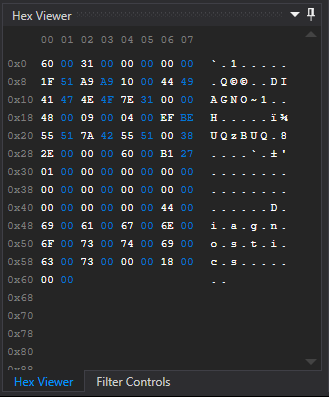 Hex Viewer
00 01 02 03 04 05 06 07
0x0 60 00 31 00 00 00 00 00 `.1.....
0x8 1F 51 A9 A9 10 00 44 49 .Q©©..DI
0x10 41 47 4E 4F 7E 31 00 00 AGNO~1..
0x18 48 00 09 00 04 00 EF BE H.....ï¾
0x20 55 51 7A 42 55 51 00 38 UQzBUQ.8
0x28 2E 00 00 00 60 00 B1 27 ....`.±'
0x30 01 00 00 00 00 00 00 00 ........
0x38 00 00 00 00 00 00 00 00 ........
0x40 00 00 00 00 00 00 44 00 ......D.
0x48 69 00 61 00 67 00 6E 00 i.a.g.n.
0x50 6F 00 73 00 74 00 69 00 o.s.t.i.
0x58 63 00 73 00 00 00 18 00 c.s.....
0x60 00 00 ..
0x68
0x70
0x78
0x80
Hex Viewer Filter Controls